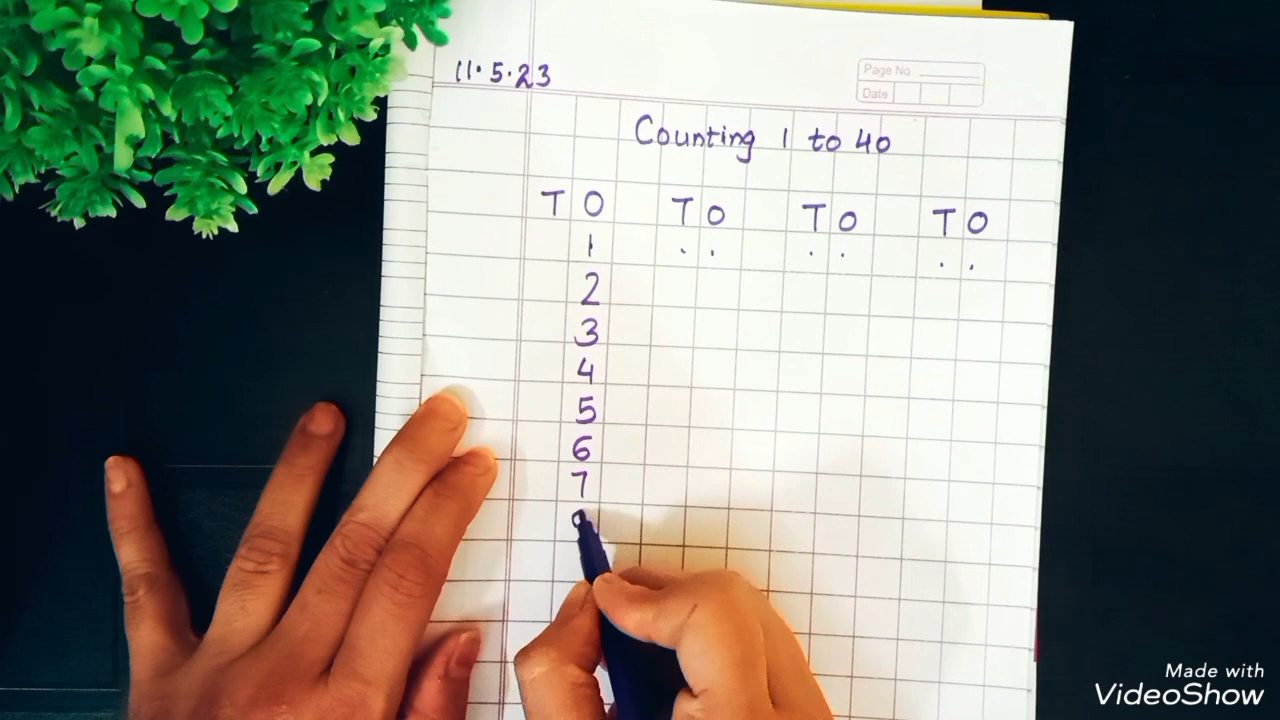 11.5.23
Page No
Date
Counting 1 to 40
T O T O T O T O
1 . . . . . .
2
3
4
5
6
7
Made with
VideoShow